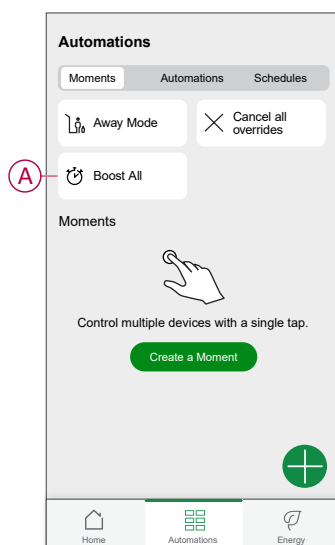 Automations
Moments Automations Schedules
Away Mode
Cancel all
overrides
A
Boost All
Moments
Control multiple devices with a single tap.
Create a Moment
Home Automations Energy